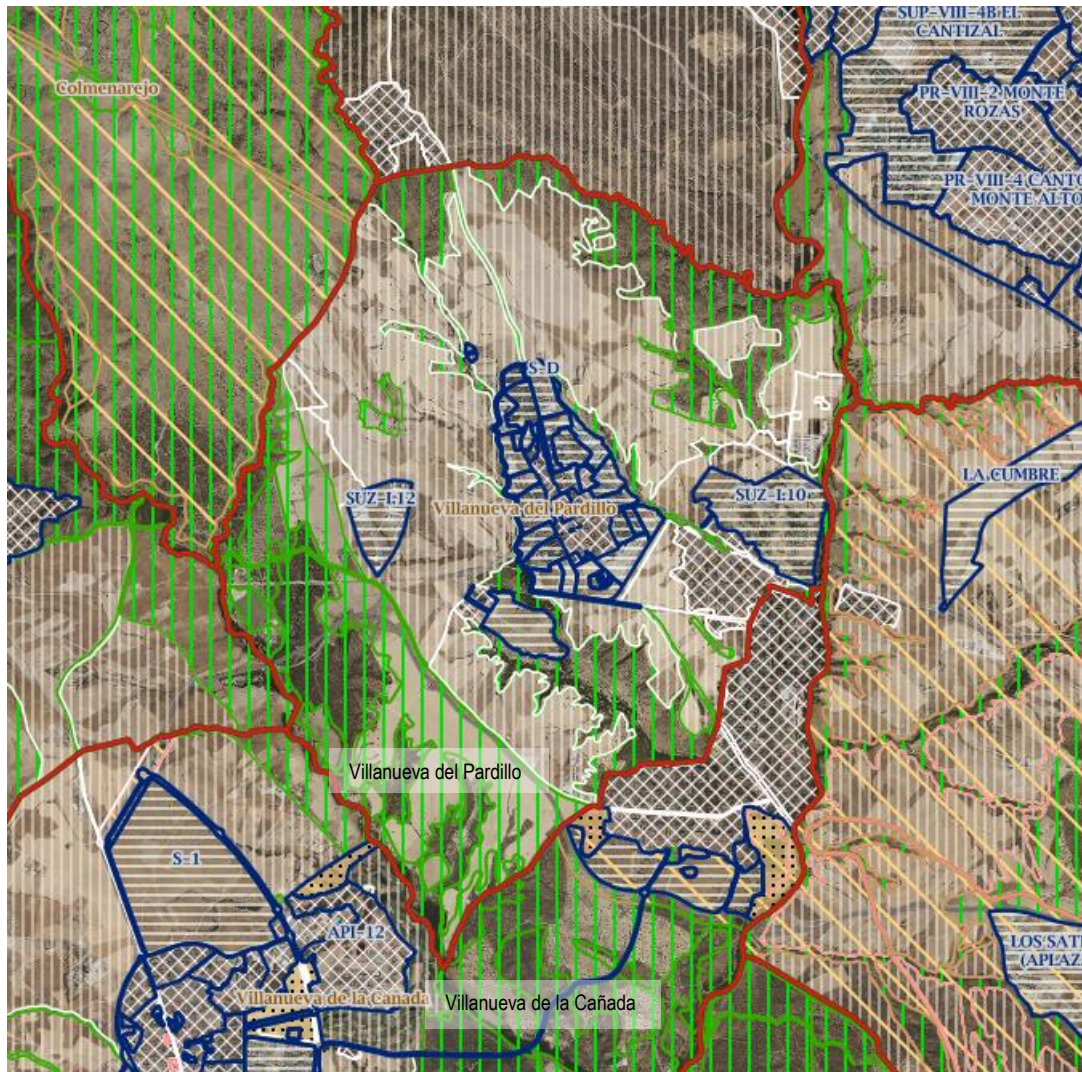 SUP-VIII-4B EL
CANTIZAL
Colmenarejo
PR-VIII-2 MONTE
ROZAS
PR-VIII-4 CANTO
MONTE ALTO
S-D
LA CUMBRE
SUZ-I.12
SUZ-I.10
Villanueva del Pardillo
Villanueva del Pardillo
S-1
API-12
LOS SATE
(APLAZ
Villanueva de la Cañada
Villanueva de la Cañada